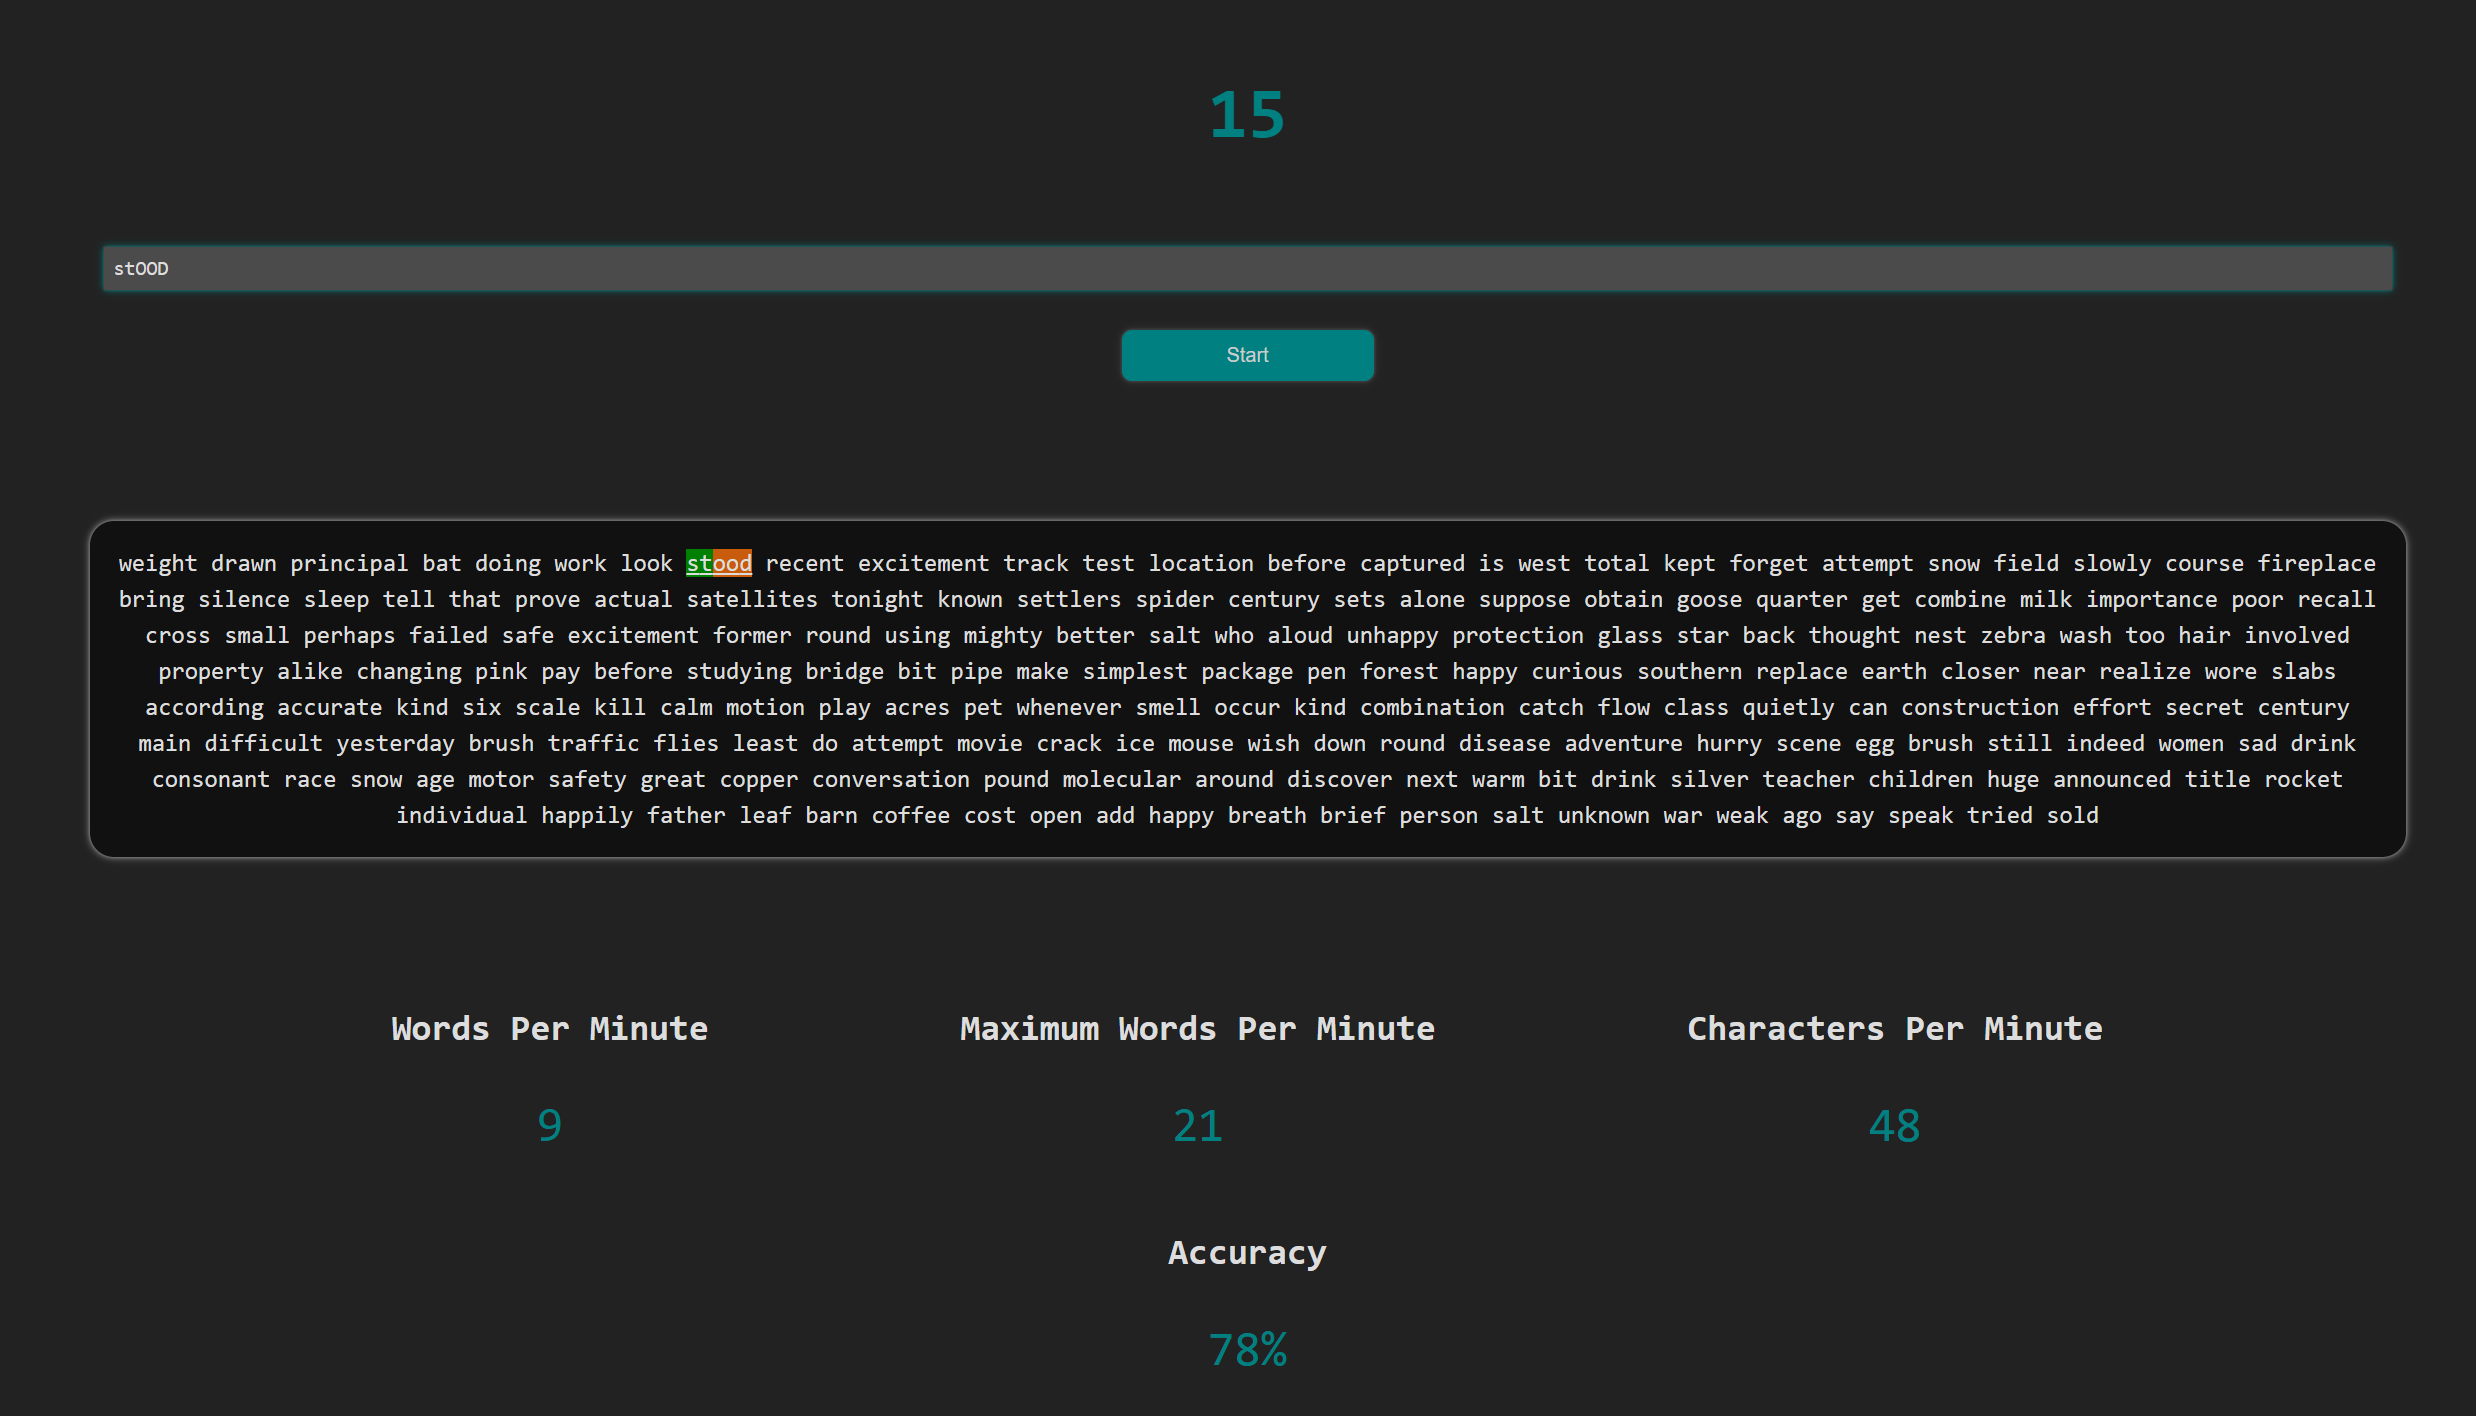 15
stOOD
Start
weight drawn principal bat doing work look stood recent excitement track test location before captured is west total kept forget attempt snow field slowly course fireplace
bring silence sleep tell that prove actual satellites tonight known settlers spider century sets alone suppose obtain goose quarter get combine milk importance poor recall
cross small perhaps failed safe excitement former round using mighty better salt who aloud unhappy protection glass star back thought nest zebra wash too hair involved
property alike changing pink pay before studying bridge bit pipe make simplest package pen forest happy curious southern replace earth closer near realize wore slabs
according accurate kind six scale kill calm motion play acres pet whenever smell occur kind combination catch flow class quietly can construction effort secret century
main difficult yesterday brush traffic flies least do attempt movie crack ice mouse wish down round disease adventure hurry scene egg brush still indeed women sad drink
consonant race snow age motor safety great copper conversation pound molecular around discover next warm bit drink silver teacher children huge announced title rocket
individual happily father leaf barn coffee cost open add happy breath brief person salt unknown war weak ago say speak tried sold
Words Per Minute
9
Maximum Words Per Minute
21
Characters Per Minute
48
Accuracy
78%